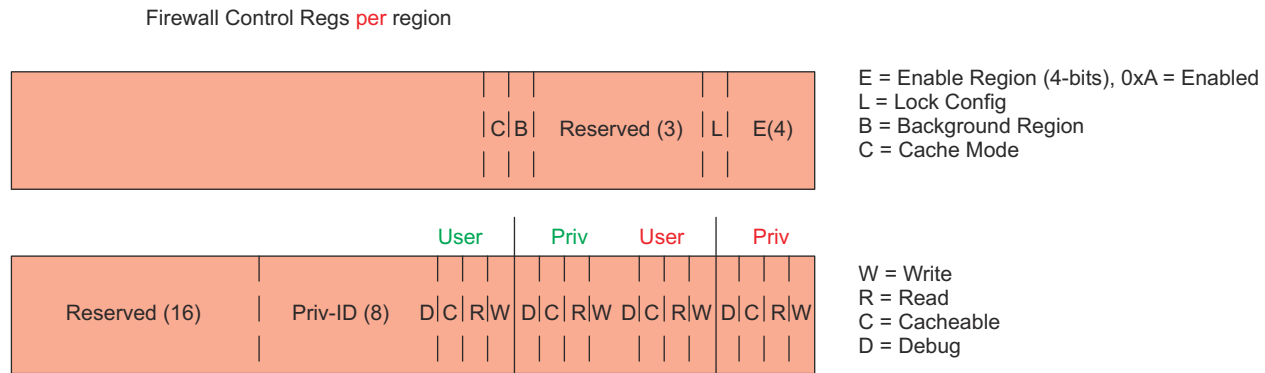 Firewall Control Regs per region
C B Reserved (3) L E(4)
E = Enable Region (4-bits), 0xA = Enabled
L = Lock Config
B = Background Region
C = Cache Mode
User Priv User Priv
Reserved (16) Priv-ID (8) D C R W D C R W D C R W D C R W
W = Write
R = Read
C = Cacheable
D = Debug